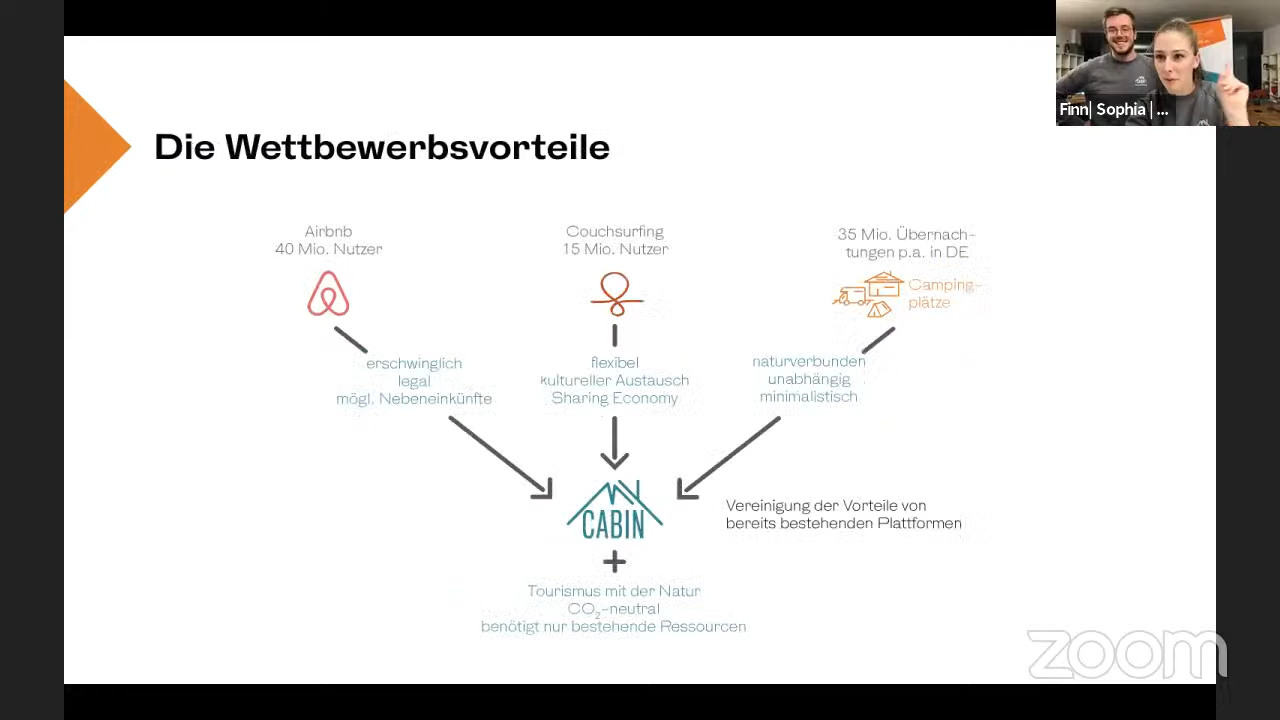 Finn| Sophia | ...
Die Wettbewerbsvorteile
Airbnb
40 Mio. Nutzer
Couchsurfing
15 Mio. Nutzer
35 Mio. Übernach-
tungen p.a. in DE
Camping-
plätze
erschwinglich
legal
mögl. Nebeneinkünfte
flexibel
kultureller Austausch
Sharing Economy
naturverbunden
unabhängig
minimalistisch
CABIN
Vereinigung der Vorteile von
bereits bestehenden Plattformen
+
Tourismus mit der Natur
CO₂-neutral
benötigt nur bestehende Ressourcen
zoom